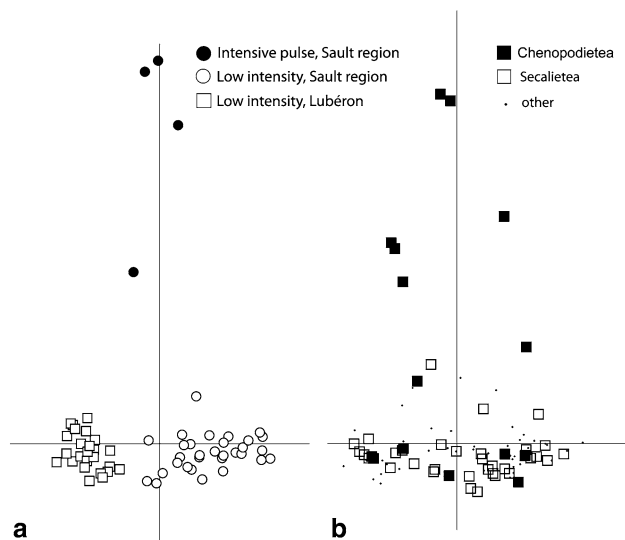 Intensive pulse, Sault region
Low intensity, Sault region
Low intensity, Lubéron
Chenopodietea
Secalietea
other
a
b